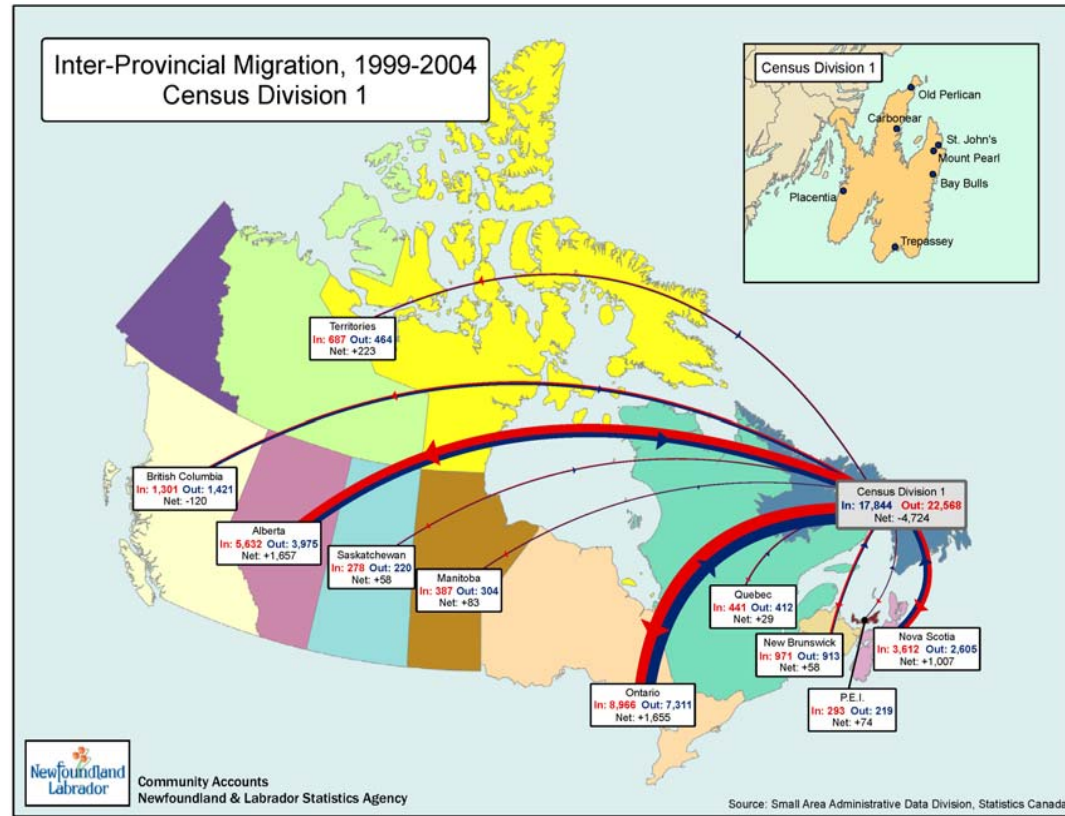 Inter-Provincial Migration, 1999-2004
Census Division 1
Census Division 1
Old Perlican
Carbonear
St. John's
Mount Pearl
Bay Bulls
Placentia
Trepassey
Territories
In: 687 Out: 464
Net: +223
British Columbia
In: 1,301 Out: 1,421
Net: -120
Alberta
In: 5,632 Out: 3,975
Net: +1,657
Saskatchewan
In: 278 Out: 220
Net: +58
Manitoba
In: 387 Out: 304
Net: +83
Census Division 1
In: 17,844 Out: 22,568
Net: -4,724
Quebec
In: 441 Out: 412
Net: +29
New Brunswick
In: 971 Out: 913
Net: +58
Nova Scotia
In: 3,612 Out: 2,605
Net: +1,007
Ontario
In: 8,966 Out: 7,311
Net: +1,655
P.E.I.
In: 293 Out: 219
Net: +74
Newfoundland
Labrador
Community Accounts
Newfoundland & Labrador Statistics Agency
Source: Small Area Administrative Data Division, Statistics Canada